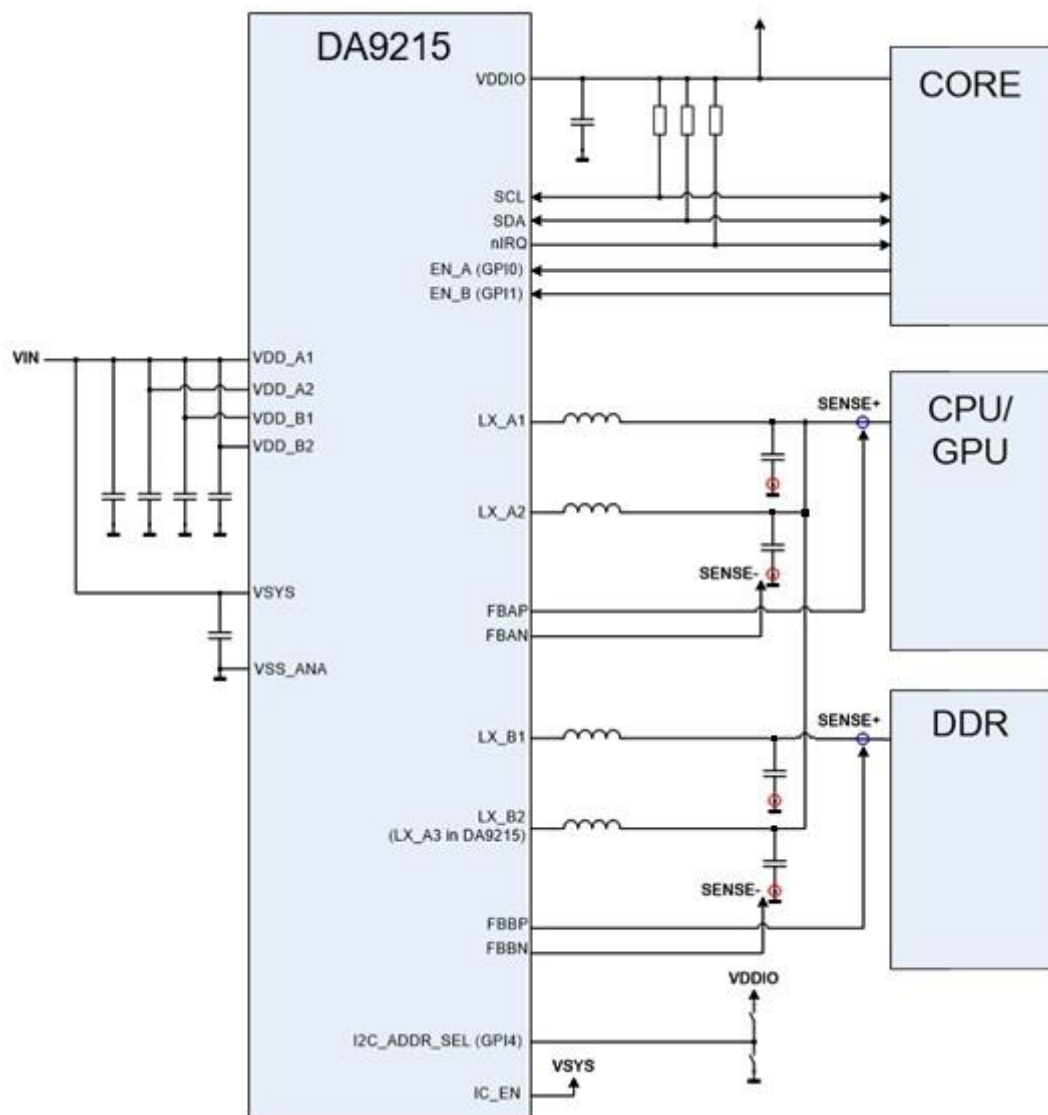 DA9215
VDDIO
CORE
SCL
SDA
nIRQ
EN_A (GPI0)
EN_B (GPI1)
VIN
VDD_A1
VDD_A2
VDD_B1
VDD_B2
LX_A1
SENSE+
CPU/
GPU
LX_A2
SENSE-
VSYS
FBAP
FBAN
VSS_ANA
LX_B1
SENSE+
DDR
LX_B2
(LX_A3 in DA9215)
SENSE-
FBBP
FBBN
VDDIO
I2C_ADDR_SEL (GPI4)
VSYS
IC_EN